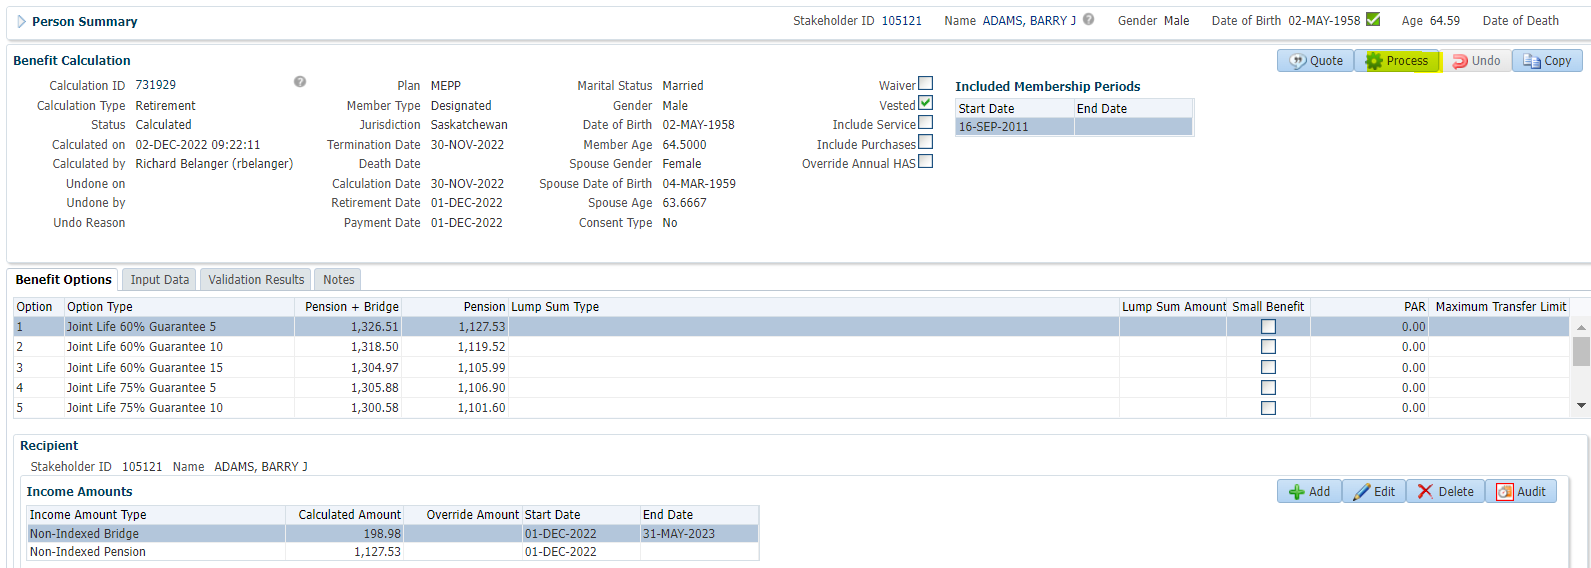 Person Summary Stakeholder ID 105121 Name ADAMS, BARRY J Gender Male Date of Birth 02-MAY-1958 Age 64.59 Date of Death
Benefit Calculation Quote Process Undo Copy
Calculation ID 731929 Plan MEPP Marital Status Married Waiver Included Membership Periods
Calculation Type Retirement Member Type Designated Gender Male Vested Start Date End Date
Status Calculated Jurisdiction Saskatchewan Date of Birth 02-MAY-1958 Include Service 16-SEP-2011
Calculated on 02-DEC-2022 09:22:11 Termination Date 30-NOV-2022 Member Age 64.5000 Include Purchases
Calculated by Richard Belanger (rbelanger) Death Date Spouse Gender Female Override Annual HAS
Undone on Calculation Date 30-NOV-2022 Spouse Date of Birth 04-MAR-1959
Undone by Retirement Date 01-DEC-2022 Spouse Age 63.6667
Undo Reason Payment Date 01-DEC-2022 Consent Type No
Benefit Options Input Data Validation Results Notes
Option Option Type Pension + Bridge Pension Lump Sum Type Lump Sum Amount Small Benefit PAR Maximum Transfer Limit
1 Joint Life 60% Guarantee 5 1,326.51 1,127.53 0.00
2 Joint Life 60% Guarantee 10 1,318.50 1,119.52 0.00
3 Joint Life 60% Guarantee 15 1,304.97 1,105.99 0.00
4 Joint Life 75% Guarantee 5 1,305.88 1,106.90 0.00
5 Joint Life 75% Guarantee 10 1,300.58 1,101.60 0.00
Recipient
Stakeholder ID 105121 Name ADAMS, BARRY J
Income Amounts Add Edit Delete Audit
Income Amount Type Calculated Amount Override Amount Start Date End Date
Non-Indexed Bridge 198.98 01-DEC-2022 31-MAY-2023
Non-Indexed Pension 1,127.53 01-DEC-2022